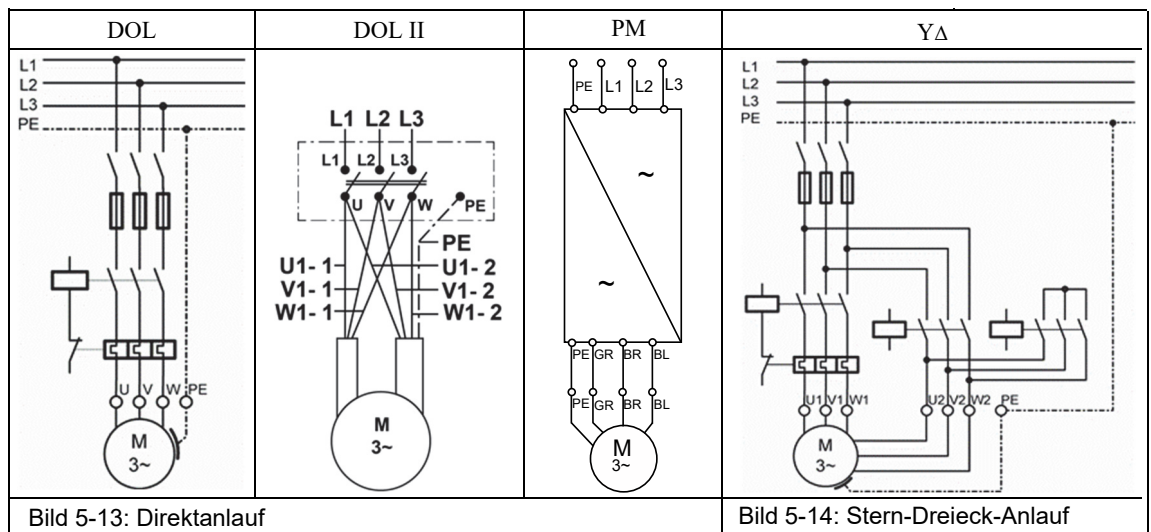 DOL
DOL II
PM
YΔ
L1
L2
L3
PE
U V W PE
M
3~
L1 L2 L3
L1 L2 L3
U V W PE
PE
U1- 1
U1- 2
V1- 1
V1- 2
W1- 1
W1- 2
M
3~
PE L1 L2 L3
~
~
PE GR BR BL
PE GR BR BL
M
3~
L1
L2
L3
PE
U1 V1 W1 U2 V2 W2 PE
M
3~
Bild 5-13: Direktanlauf
Bild 5-14: Stern-Dreieck-Anlauf